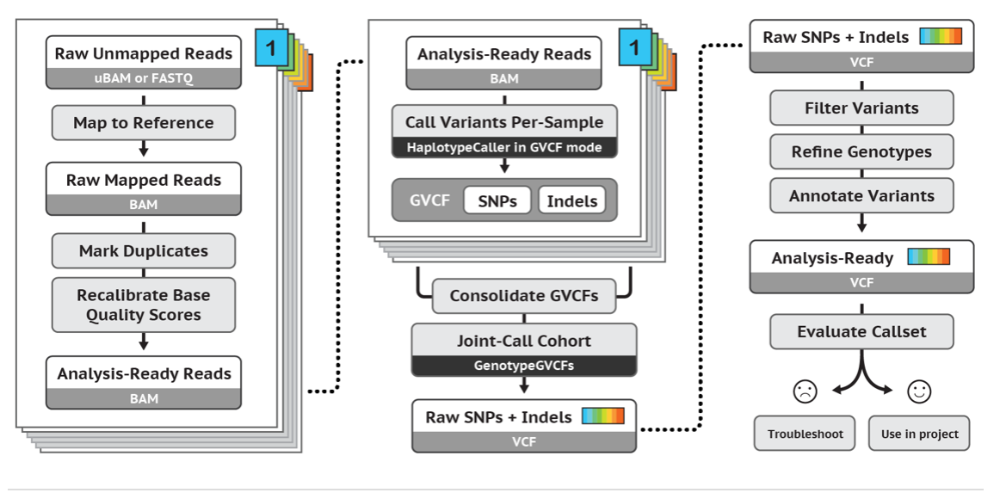 1
Raw Unmapped Reads
uBAM or FASTQ
Map to Reference
Raw Mapped Reads
BAM
Mark Duplicates
Recalibrate Base
Quality Scores
Analysis-Ready Reads
BAM
1
Analysis-Ready Reads
BAM
Call Variants Per-Sample
HaplotypeCaller in GVCF mode
GVCF SNPs Indels
Consolidate GVCFs
Joint-Call Cohort
GenotypeGVCFs
Raw SNPs + Indels
VCF
Raw SNPs + Indels
VCF
Filter Variants
Refine Genotypes
Annotate Variants
Analysis-Ready
VCF
Evaluate Callset
Troubleshoot
Use in project